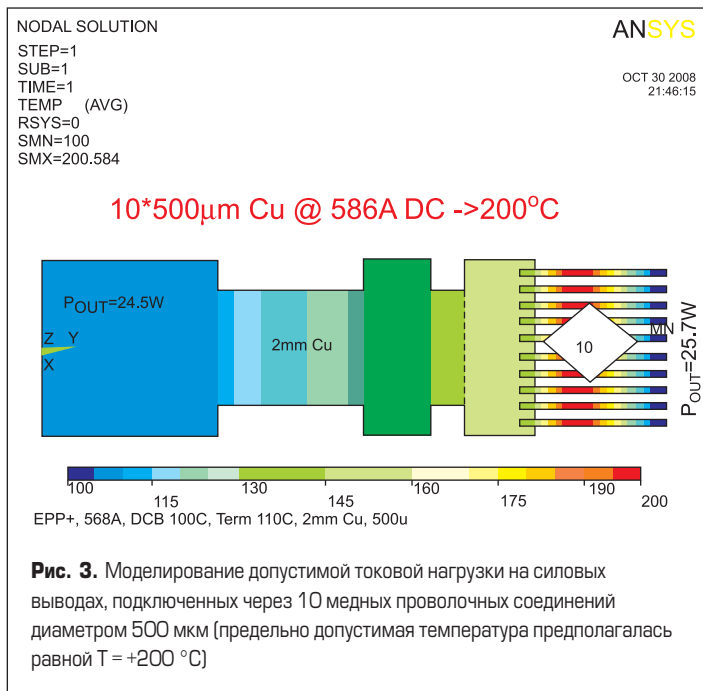 NODAL SOLUTION
STEP=1
SUB=1
TIME=1
TEMP (AVG)
RSYS=0
SMN=100
SMX=200.584
ANSYS
OCT 30 2008
21:46:15
10*500μm Cu @ 586A DC ->200°C
POUT=24.5W
Z Y
X
2mm Cu
10
MN
POUT=25.7W
100 130 160 190 200
115 145 175
EPP+, 568A, DCB 100C, Term 110C, 2mm Cu, 500u
Рис. 3. Моделирование допустимой токовой нагрузки на силовых
выводах, подключенных через 10 медных проволочных соединений
диаметром 500 мкм (предельно допустимая температура предполагалась
равной T = +200 °C)